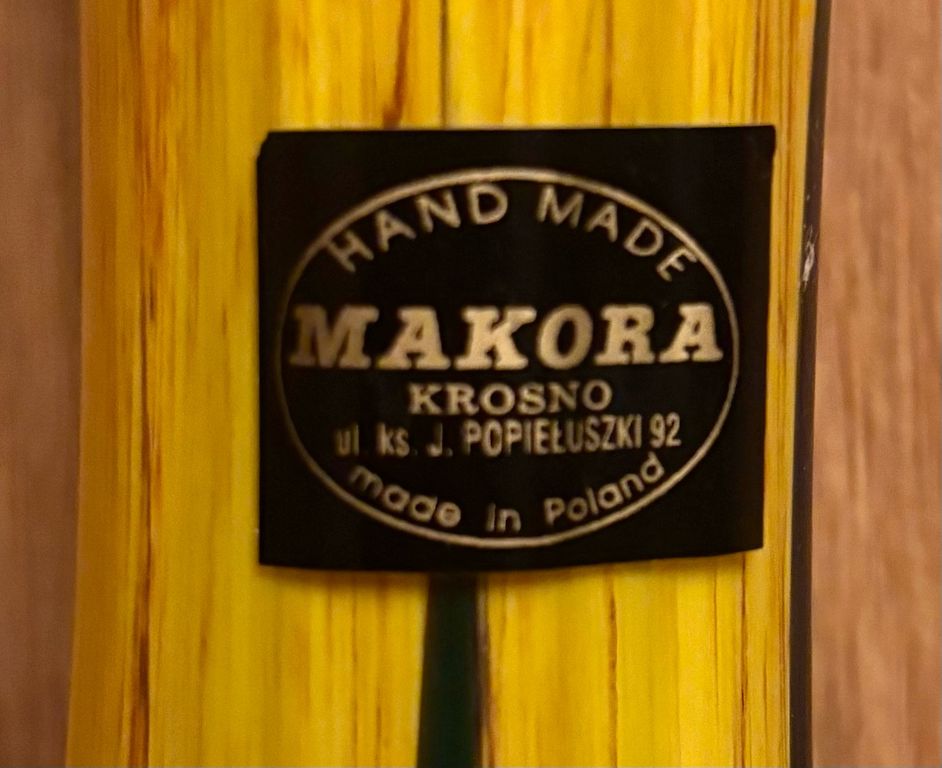 HAND MADE
MAKORA
KROSNO
ul. ks. J. POPIEŁUSZKI 92
made in Poland